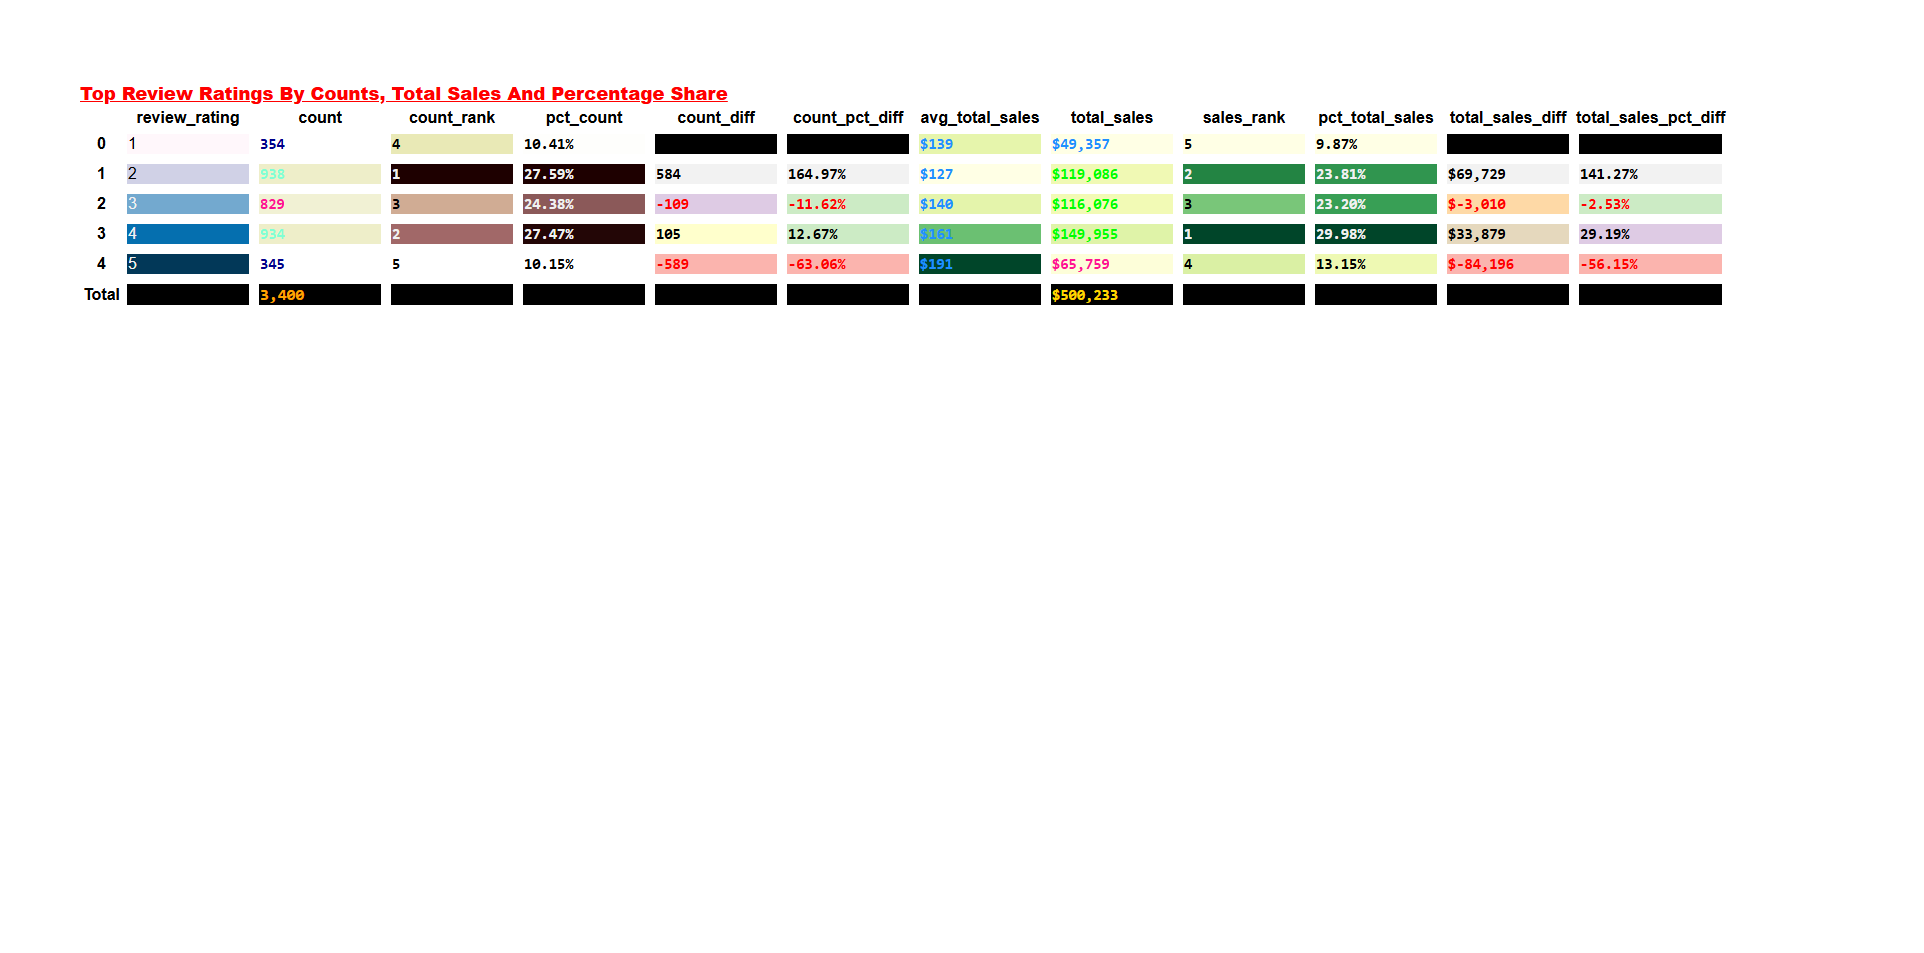 Top Review Ratings By Counts, Total Sales And Percentage Share
review_rating count count_rank pct_count count_diff count_pct_diff avg_total_sales total_sales sales_rank pct_total_sales total_sales_diff total_sales_pct_diff
0 1 354 4 10.41% $139 $49,357 5 9.87%
1 2 938 1 27.59% 584 164.97% $127 $119,086 2 23.81% $69,729 141.27%
2 3 829 3 24.38% -109 -11.62% $140 $116,076 3 23.20% $-3,010 -2.53%
3 4 934 2 27.47% 105 12.67% $161 $149,955 1 29.98% $33,879 29.19%
4 5 345 5 10.15% -589 -63.06% $191 $65,759 4 13.15% $-84,196 -56.15%
Total 3,400 $500,233